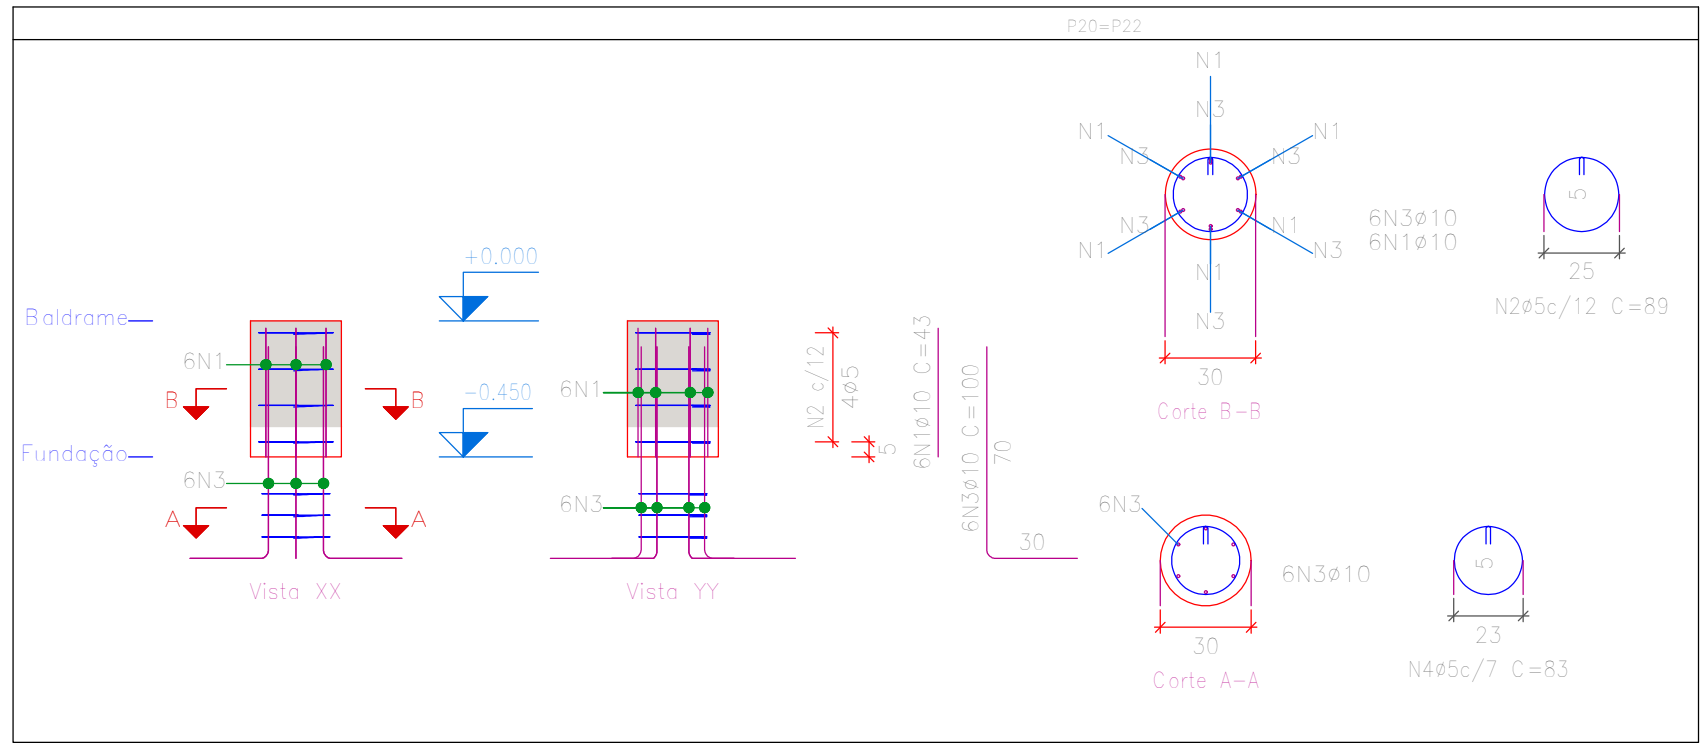 P20=P22
Baldrame
6N1
B
B
Fundação
6N3
A
A
Vista XX
+0.000
-0.450
6N1
6N3
Vista YY
N2 c/12
4ø5
5
6N1ø10 C=43
6N3ø10 C=100
70
30
N1
N3
N1
N3
N1
N3
N3
N1
N1
N3
N1
N3
6N3ø10
6N1ø10
30
Corte B-B
5
25
N2ø5c/12 C=89
6N3
6N3ø10
30
Corte A-A
5
23
N4ø5c/7 C=83